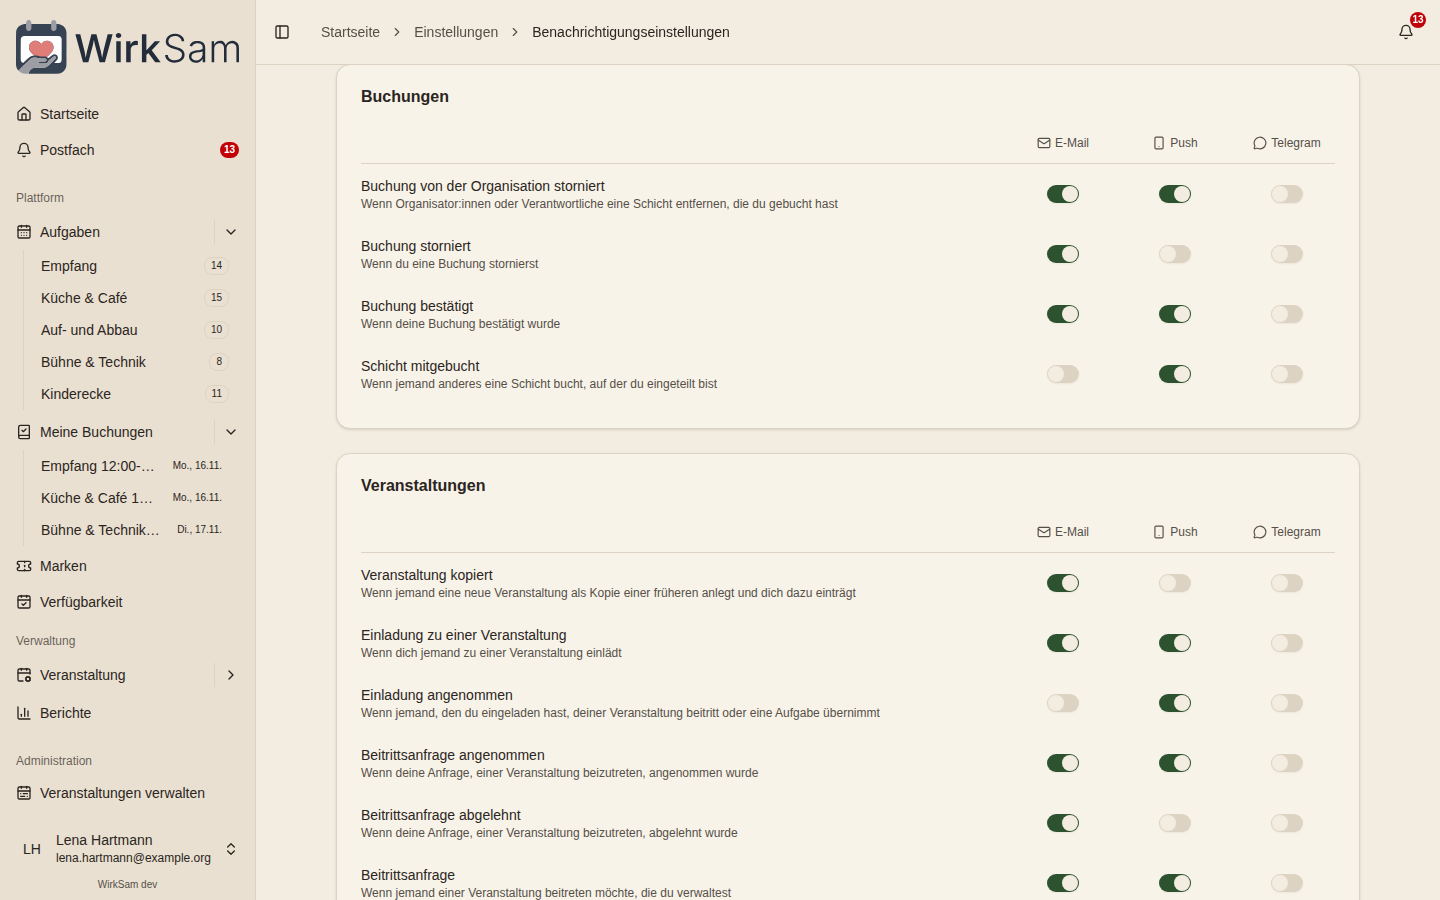 WirkSam
Startseite
Postfach
13
Plattform
Aufgaben
Empfang
14
Küche & Café
15
Auf- und Abbau
10
Bühne & Technik
8
Kinderecke
11
Meine Buchungen
Empfang 12:00-…
Mo., 16.11.
Küche & Café 1…
Mo., 16.11.
Bühne & Technik…
Di., 17.11.
Marken
Verfügbarkeit
Verwaltung
Veranstaltung
Berichte
Administration
Veranstaltungen verwalten
LH
Lena Hartmann
lena.hartmann@example.org
WirkSam dev
Startseite
Einstellungen
Benachrichtigungseinstellungen
13
Buchungen
E-Mail
Push
Telegram
Buchung von der Organisation storniert
Wenn Organisator:innen oder Verantwortliche eine Schicht entfernen, die du gebucht hast
Buchung storniert
Wenn du eine Buchung stornierst
Buchung bestätigt
Wenn deine Buchung bestätigt wurde
Schicht mitgebucht
Wenn jemand anderes eine Schicht bucht, auf der du eingeteilt bist
Veranstaltungen
E-Mail
Push
Telegram
Veranstaltung kopiert
Wenn jemand eine neue Veranstaltung als Kopie einer früheren anlegt und dich dazu einträgt
Einladung zu einer Veranstaltung
Wenn dich jemand zu einer Veranstaltung einlädt
Einladung angenommen
Wenn jemand, den du eingeladen hast, deiner Veranstaltung beitritt oder eine Aufgabe übernimmt
Beitrittsanfrage angenommen
Wenn deine Anfrage, einer Veranstaltung beizutreten, angenommen wurde
Beitrittsanfrage abgelehnt
Wenn deine Anfrage, einer Veranstaltung beizutreten, abgelehnt wurde
Beitrittsanfrage
Wenn jemand einer Veranstaltung beitreten möchte, die du verwaltest